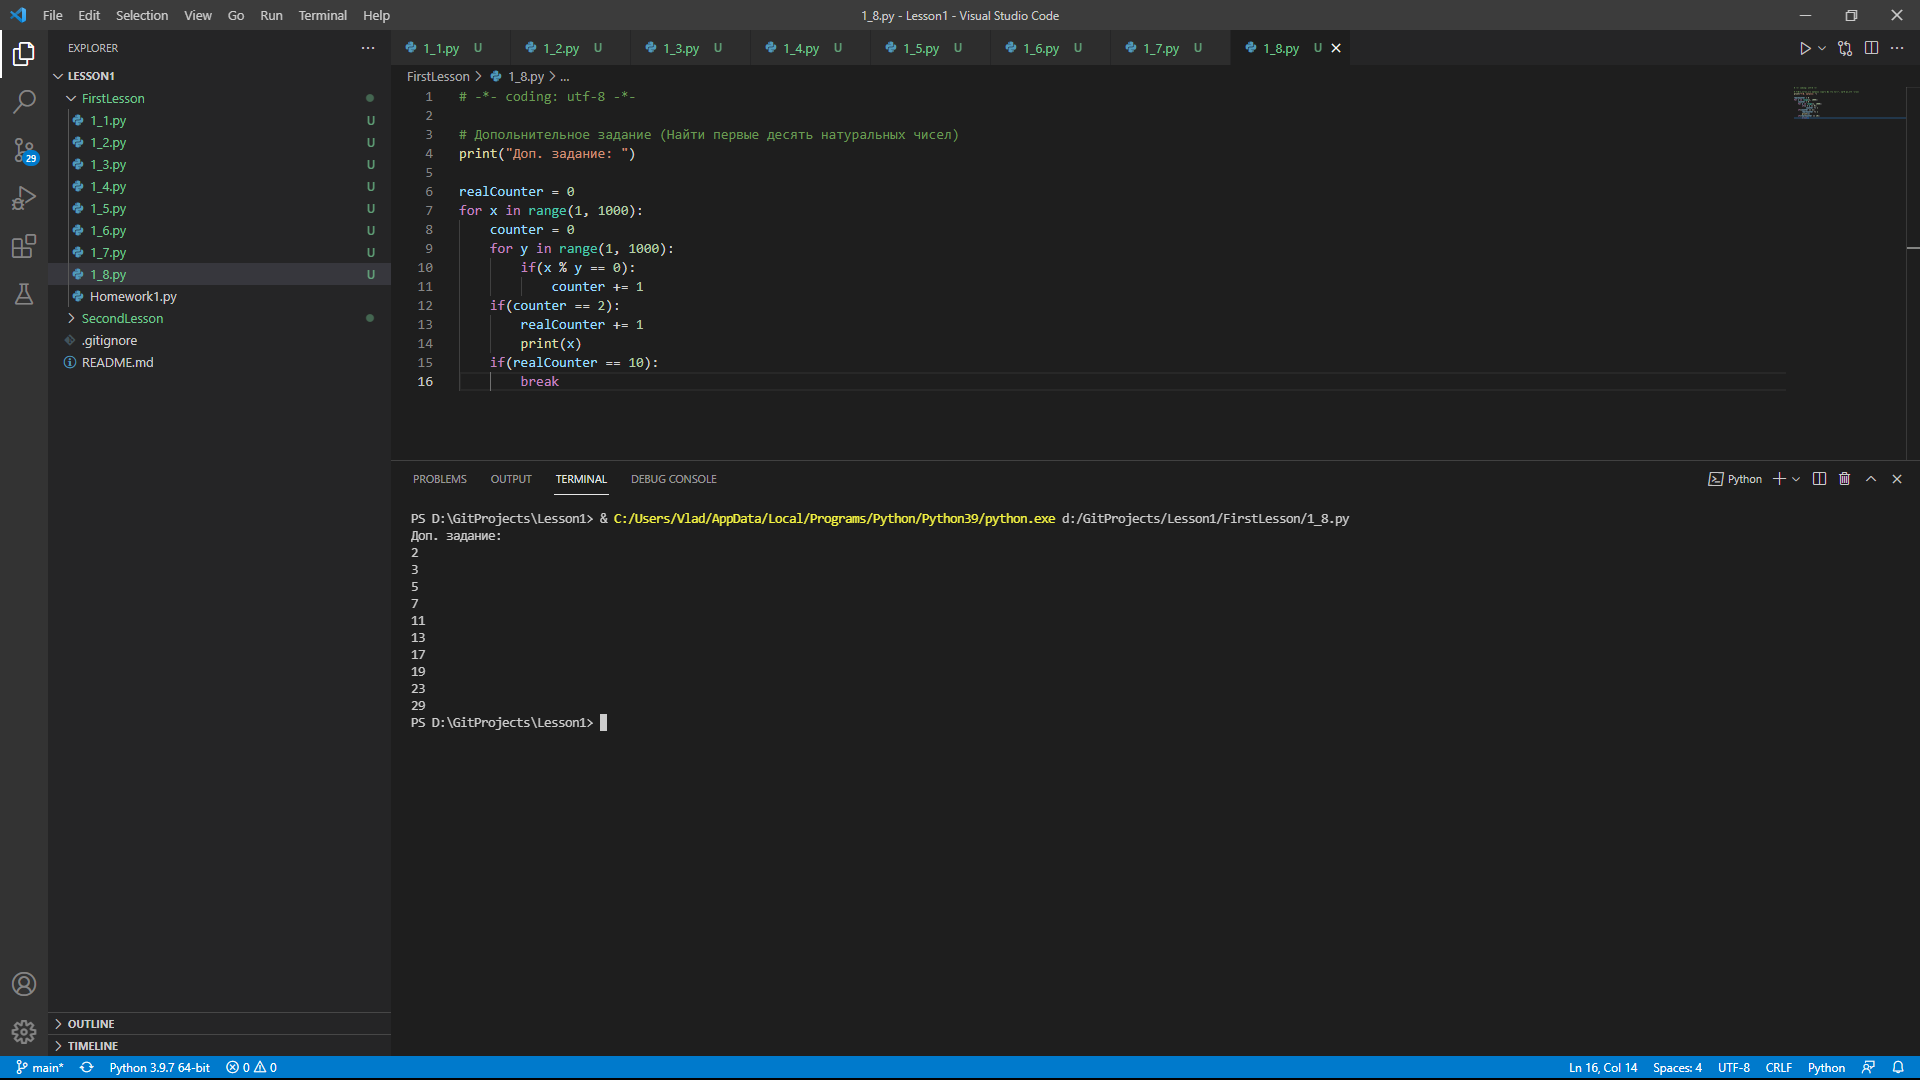 File Edit Selection View Go Run Terminal Help
1_8.py - Lesson1 - Visual Studio Code
EXPLORER
LESSON1
FirstLesson
1_1.py U
1_2.py U
1_3.py U
1_4.py U
1_5.py U
1_6.py U
1_7.py U
1_8.py U
Homework1.py
SecondLesson
.gitignore
README.md
29
OUTLINE
TIMELINE
1_1.py U 1_2.py U 1_3.py U 1_4.py U 1_5.py U 1_6.py U 1_7.py U 1_8.py U
FirstLesson > 1_8.py > ...
1 # -*- coding: utf-8 -*-
2
3 # Допольнительное задание (Найти первые десять натуральных чисел)
4 print("Доп. задание: ")
5
6 realCounter = 0
7 for x in range(1, 1000):
8 counter = 0
9 for y in range(1, 1000):
10 if(x % y == 0):
11 counter += 1
12 if(counter == 2):
13 realCounter += 1
14 print(x)
15 if(realCounter == 10):
16 break
PROBLEMS OUTPUT TERMINAL DEBUG CONSOLE
Python
PS D:\GitProjects\Lesson1> & C:/Users/Vlad/AppData/Local/Programs/Python/Python39/python.exe d:/GitProjects/Lesson1/FirstLesson/1_8.py
Доп. задание:
2
3
5
7
11
13
17
19
23
29
PS D:\GitProjects\Lesson1>
main* Python 3.9.7 64-bit 0 0
Ln 16, Col 14 Spaces: 4 UTF-8 CRLF Python